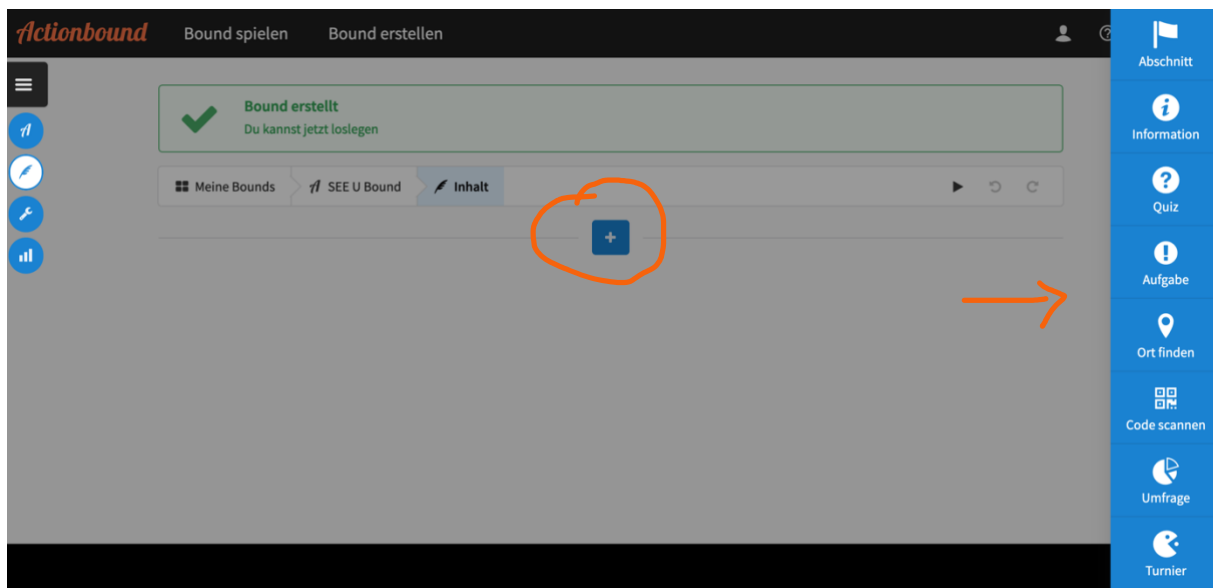 Actionbound
Bound spielen
Bound erstellen
Bound erstellt
Du kannst jetzt loslegen
Meine Bounds
SEE U Bound
Inhalt
Abschnitt
Information
Quiz
Aufgabe
Ort finden
Code scannen
Umfrage
Turnier